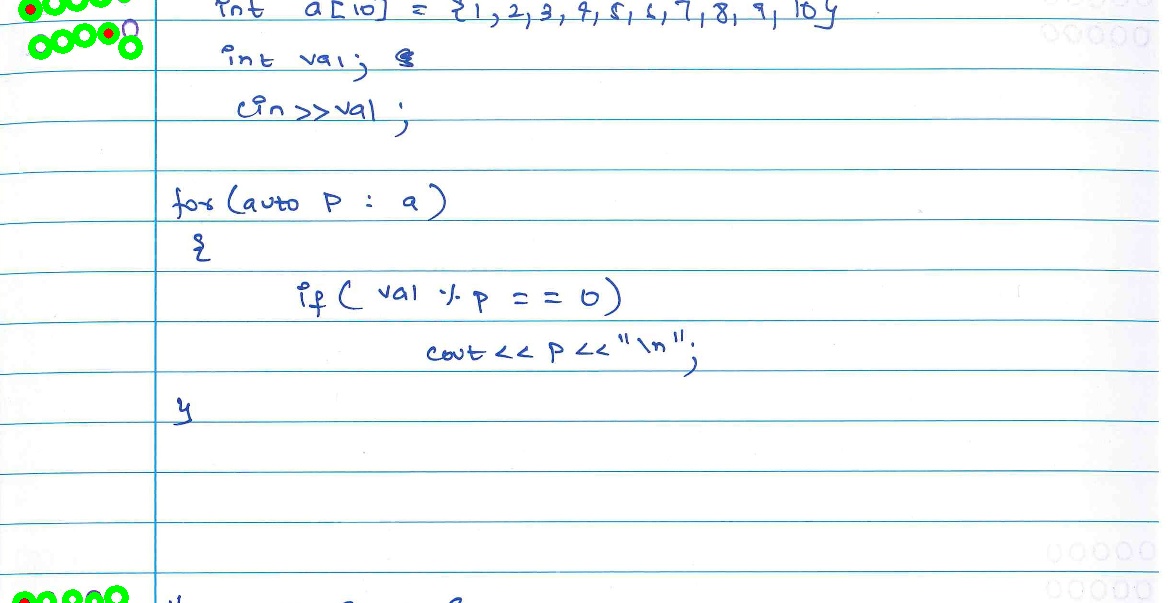 int a[10] = {1,2,3,4,5,6,7,8,9,10}
int val;
cin>>val;
for(auto p : a)
{
if( val % p == 0)
cout << p <<"\n";
}